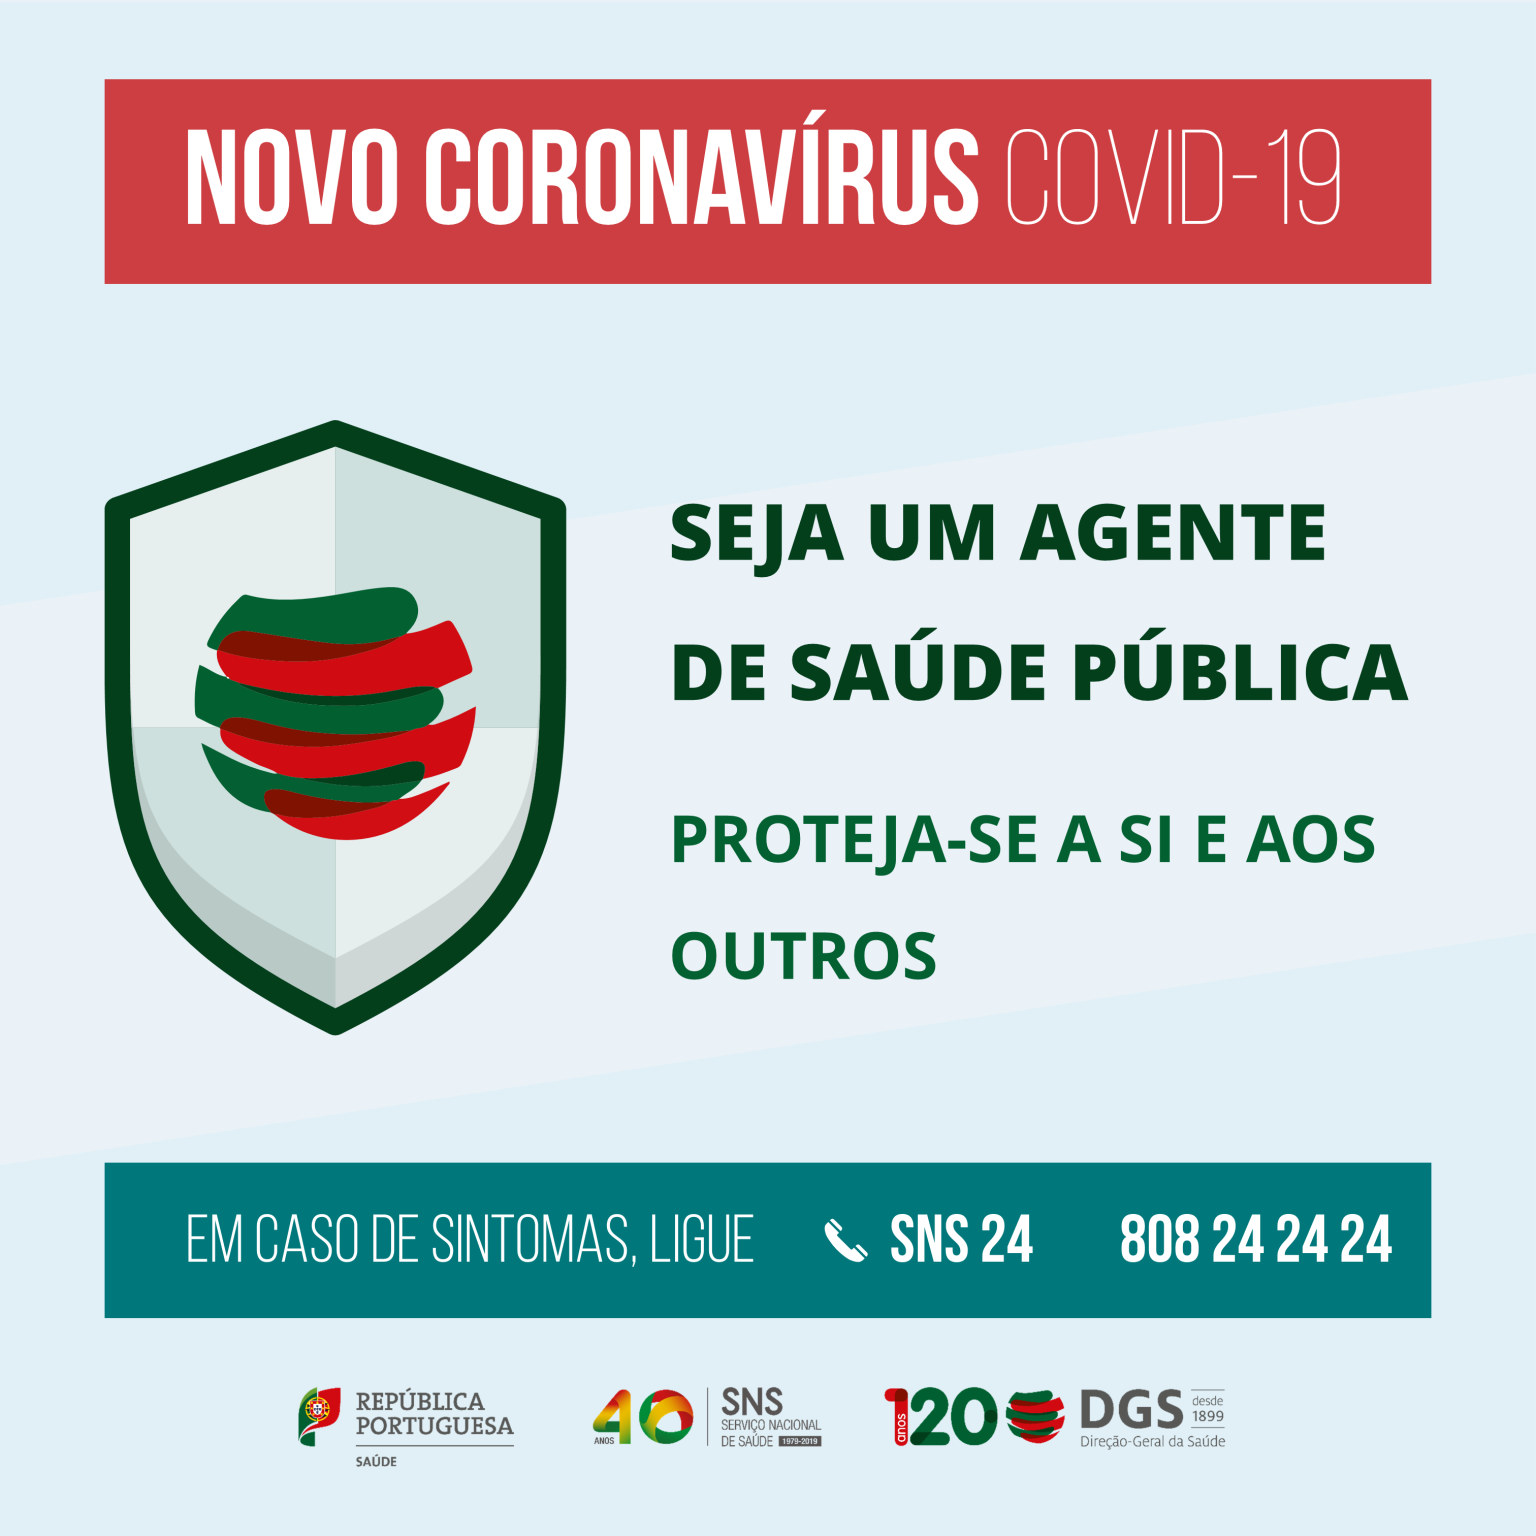 NOVO CORONAVÍRUS COVID-19
SEJA UM AGENTE
DE SAÚDE PÚBLICA
PROTEJA-SE A SI E AOS
OUTROS
EM CASO DE SINTOMAS, LIGUE SNS 24 808 24 24 24
REPÚBLICA
PORTUGUESA
SAÚDE
40
ANOS
SNS
SERVIÇO NACIONAL
DE SAÚDE 1979-2019
120
anos
DGS
desde
1899
Direção-Geral da Saúde